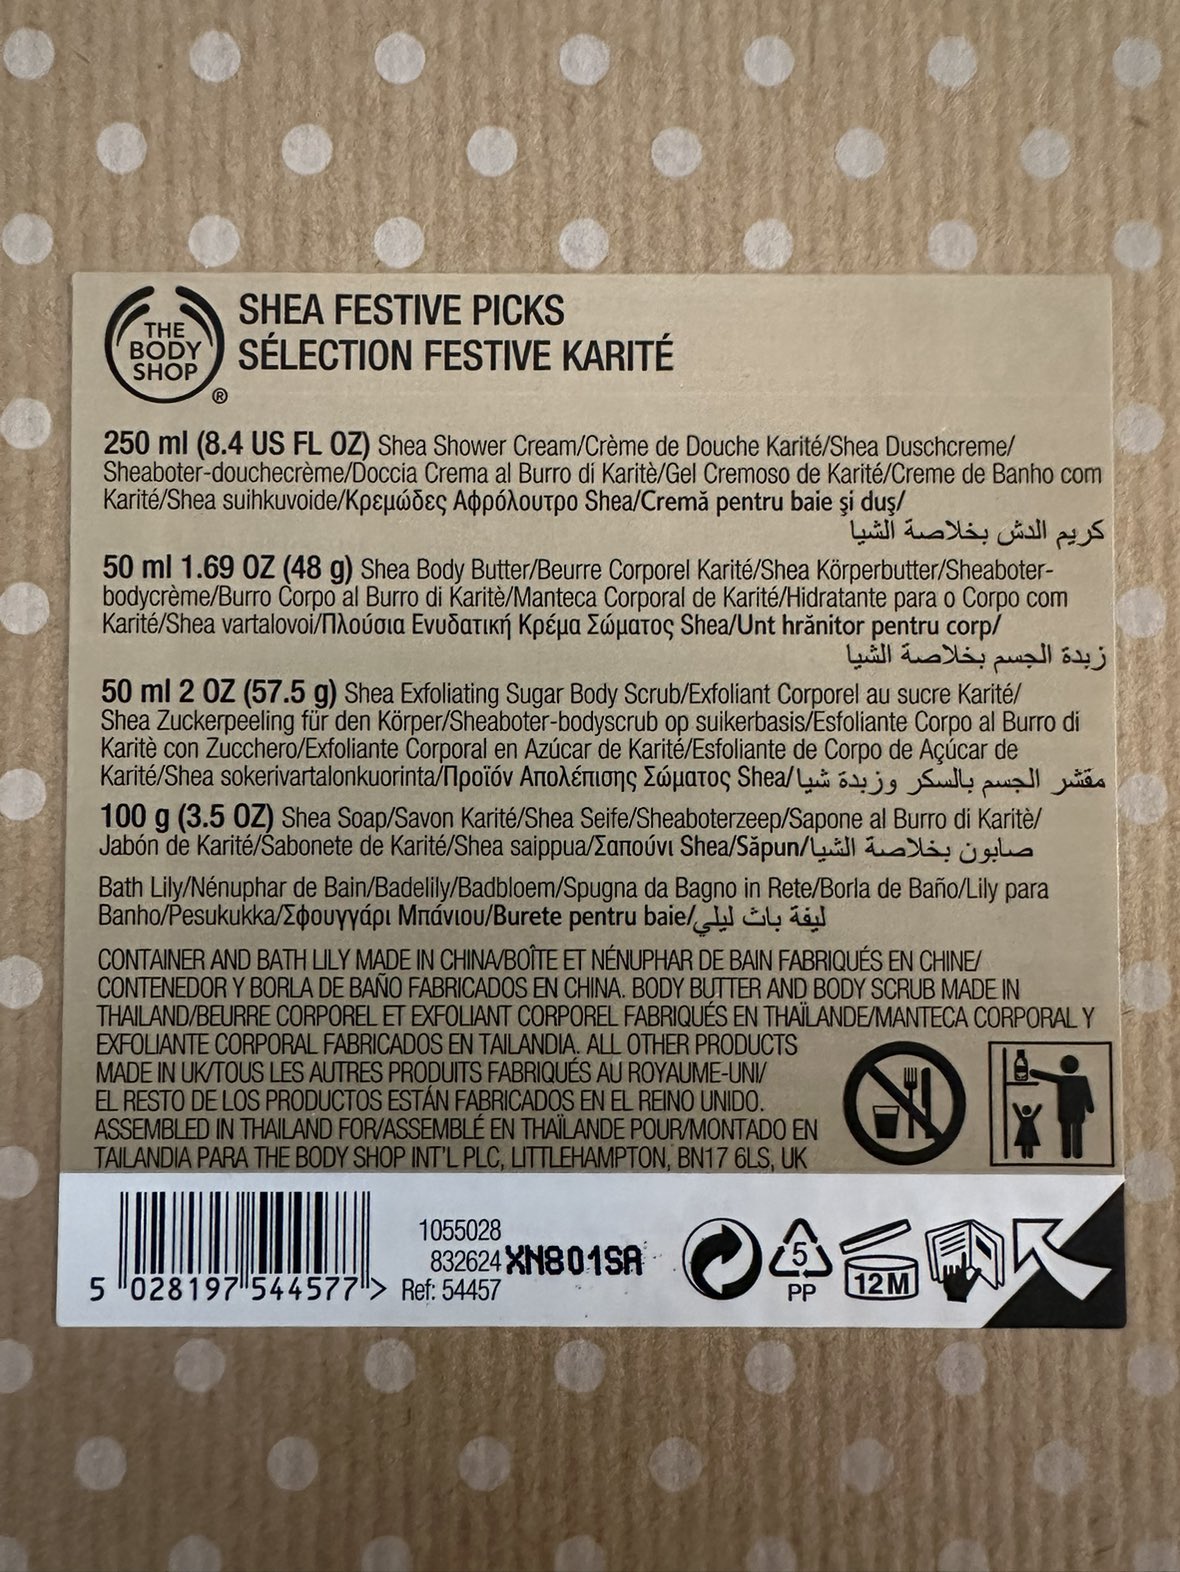 THE
BODY
SHOP
®
SHEA FESTIVE PICKS
SÉLECTION FESTIVE KARITÉ
250 ml (8.4 US FL OZ) Shea Shower Cream/Crème de Douche Karité/Shea Duschcreme/
Sheaboter-douchecrème/Doccia Crema al Burro di Karitè/Gel Cremoso de Karité/Creme de Banho com
Karité/Shea suihkuvoide/Κρεμώδες Αφρόλουτρο Shea/Cremă pentru baie şi duş/
كريم الدش بخلاصة الشيا
50 ml 1.69 OZ (48 g) Shea Body Butter/Beurre Corporel Karité/Shea Körperbutter/Sheaboter-
bodycrème/Burro Corpo al Burro di Karitè/Manteca Corporal de Karité/Hidratante para o Corpo com
Karité/Shea vartalovoi/Πλούσια Ενυδατική Κρέμα Σώματος Shea/Unt hrănitor pentru corp/
زبدة الجسم بخلاصة الشيا
50 ml 2 OZ (57.5 g) Shea Exfoliating Sugar Body Scrub/Exfoliant Corporel au sucre Karité/
Shea Zuckerpeeling für den Körper/Sheaboter-bodyscrub op suikerbasis/Esfoliante Corpo al Burro di
Karitè con Zucchero/Exfoliante Corporal en Azúcar de Karité/Esfoliante de Corpo de Açúcar de
Karité/Shea sokerivartalonkuorinta/Προϊόν Απολέπισης Σώματος Shea/مقشر الجسم بالسكر وزبدة شيا
100 g (3.5 OZ) Shea Soap/Savon Karité/Shea Seife/Sheaboterzeep/Sapone al Burro di Karitè/
Jabón de Karité/Sabonete de Karité/Shea saippua/Σαπούνι Shea/Săpun/صابون بخلاصة الشيا
Bath Lily/Nénuphar de Bain/Badelily/Badbloem/Spugna da Bagno in Rete/Borla de Baño/Lily para
Banho/Pesukukka/Σφουγγάρι Μπάνιου/Burete pentru baie/ليفة باث ليلي
CONTAINER AND BATH LILY MADE IN CHINA/BOÎTE ET NÉNUPHAR DE BAIN FABRIQUÉS EN CHINE/
CONTENEDOR Y BORLA DE BAÑO FABRICADOS EN CHINA. BODY BUTTER AND BODY SCRUB MADE IN
THAILAND/BEURRE CORPOREL ET EXFOLIANT CORPOREL FABRIQUÉS EN THAÏLANDE/MANTECA CORPORAL Y
EXFOLIANTE CORPORAL FABRICADOS EN TAILANDIA. ALL OTHER PRODUCTS
MADE IN UK/TOUS LES AUTRES PRODUITS FABRIQUÉS AU ROYAUME-UNI/
EL RESTO DE LOS PRODUCTOS ESTÁN FABRICADOS EN EL REINO UNIDO.
ASSEMBLED IN THAILAND FOR/ASSEMBLÉ EN THAÏLANDE POUR/MONTADO EN
TAILANDIA PARA THE BODY SHOP INT'L PLC, LITTLEHAMPTON, BN17 6LS, UK
5 028197 544577 >
1055028
832624 XN801SA
Ref: 54457
5
PP
12M